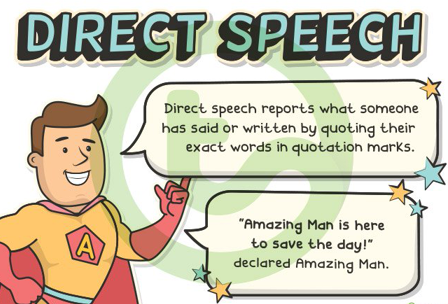 DIRECT SPEECH
Direct speech reports what someone
has said or written by quoting their
exact words in quotation marks.
"Amazing Man is here
to save the day!"
declared Amazing Man.
A